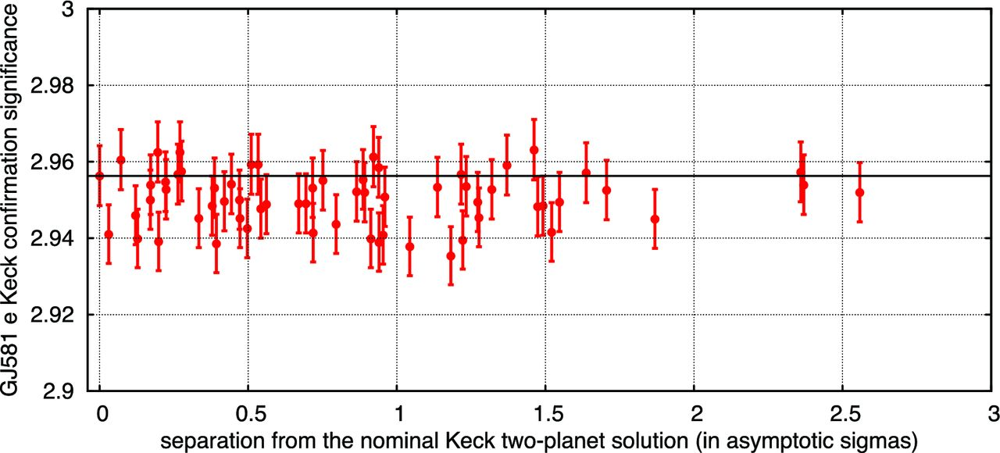 GJ581 e Keck confirmation significance
3
2.98
2.96
2.94
2.92
2.9
0 0.5 1 1.5 2 2.5 3
separation from the nominal Keck two-planet solution (in asymptotic sigmas)